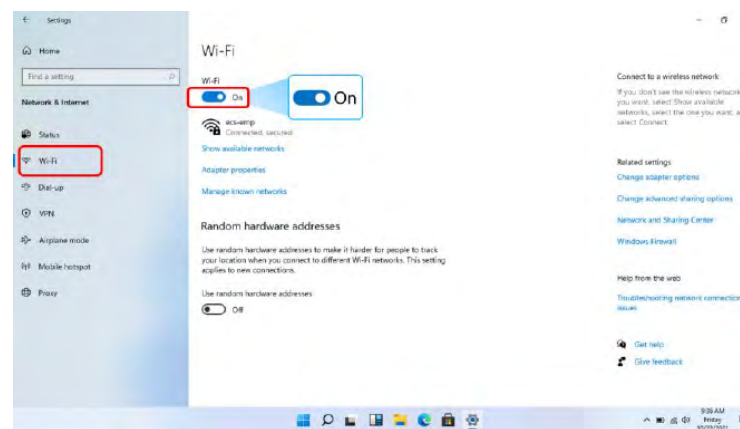 Settings
Home
Find a setting
Network & Internet
Status
Wi-Fi
Dial-up
VPN
Airplane mode
Mobile hotspot
Proxy
Wi-Fi
Wi-Fi
On
On
ecs-emp
Connected, secured
Show available networks
Adapter properties
Manage known networks
Random hardware addresses
Use random hardware addresses to make it harder for people to track
your location when you connect to different Wi-Fi networks. This setting
applies to new connections.
Use random hardware addresses
Off
Connect to a wireless network
If you don't see the wireless network
you want, select Show available
networks, select the one you want, a
select Connect.
Related settings
Change adapter options
Change advanced sharing options
Network and Sharing Center
Windows Firewall
Help from the web
Troubleshooting network connection
issues
Get help
Give feedback
Friday